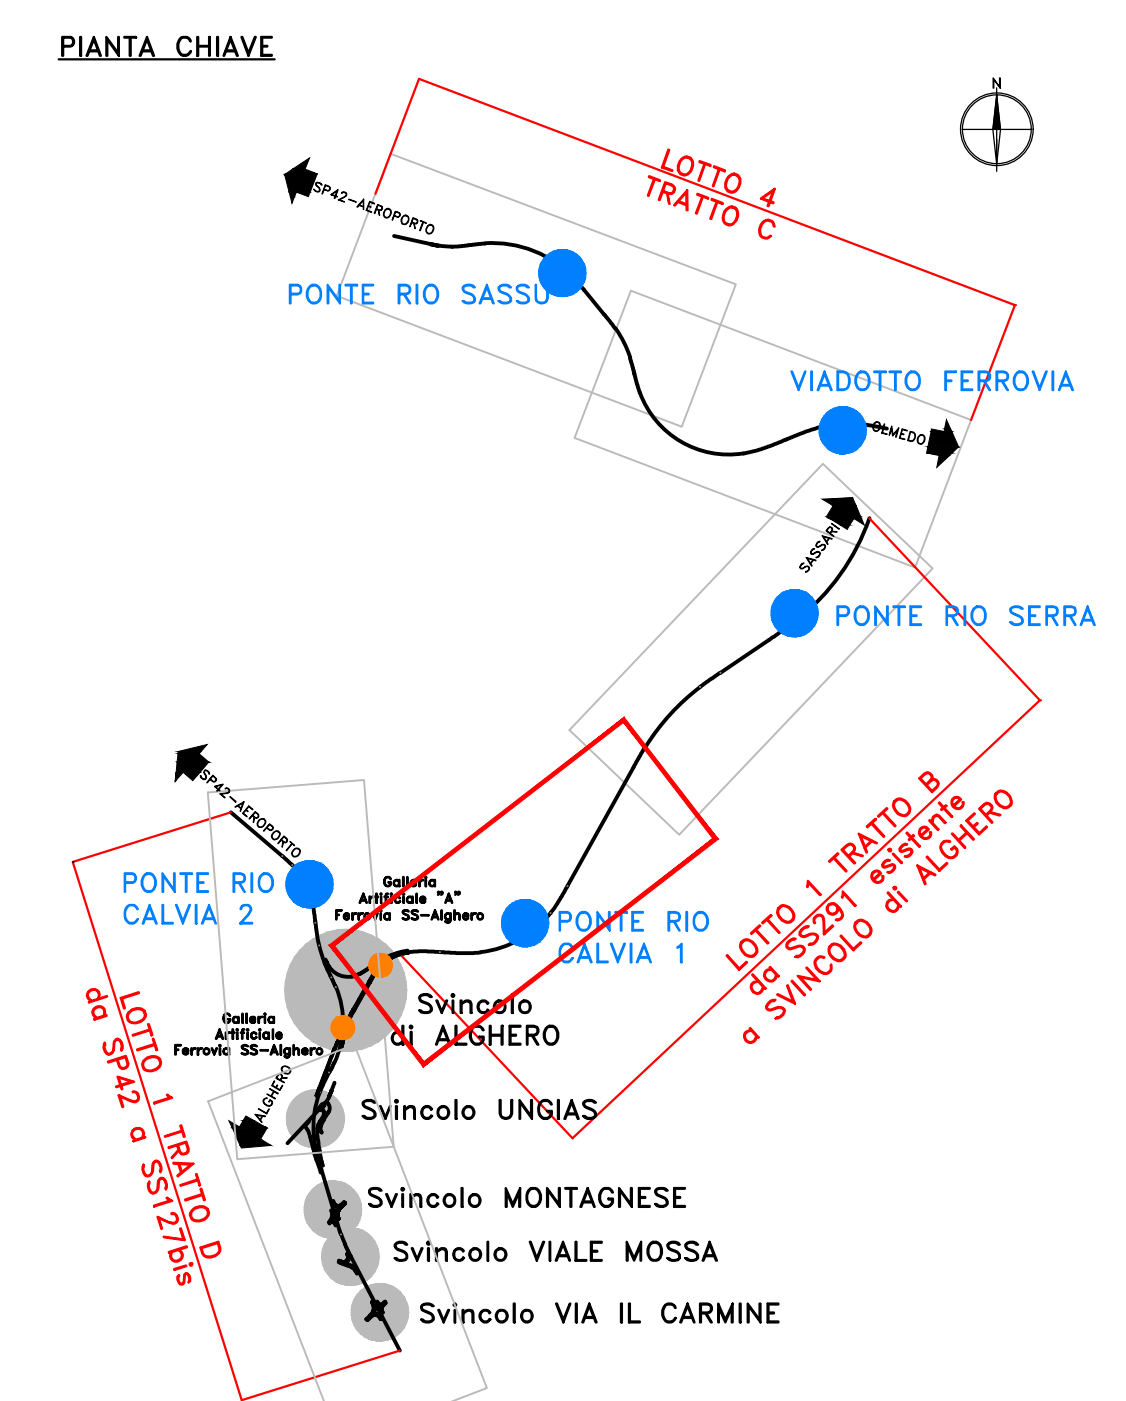 PIANTA CHIAVE
N
LOTTO 4
TRATTO C
SP42-AEROPORTO
PONTE RIO SASSU
VIADOTTO FERROVIA
OLMEDO
SASSARI
PONTE RIO SERRA
SP42-AEROPORTO
LOTTO 1 TRATTO B
da SS291 esistente
a SVINCOLO di ALGHERO
PONTE RIO
CALVIA 2
Galleria
Artificiale "A"
Ferrovia SS-Alghero
PONTE RIO
CALVIA 1
Svincolo
di ALGHERO
Galleria
Artificiale
Ferrovia SS-Alghero
LOTTO 1 TRATTO D
da SP42 a SS127bis
ALGHERO
Svincolo UNGIAS
Svincolo MONTAGNESE
Svincolo VIALE MOSSA
Svincolo VIA IL CARMINE